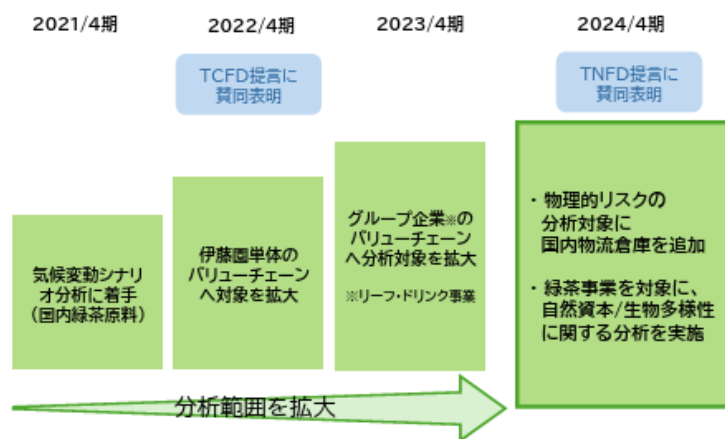 2021/4期
2022/4期
2023/4期
2024/4期
TCFD提言に
賛同表明
TNFD提言に
賛同表明
気候変動シナリ
オ分析に着手
(国内緑茶原料)
伊藤園単体の
バリューチェーン
へ対象を拡大
グループ企業※の
バリューチェーン
へ分析対象を拡大
※リーフ・ドリンク事業
・物理的リスクの
分析対象に
国内物流倉庫を追加
・緑茶事業を対象に、
自然資本/生物多様性
に関する分析を実施
分析範囲を拡大